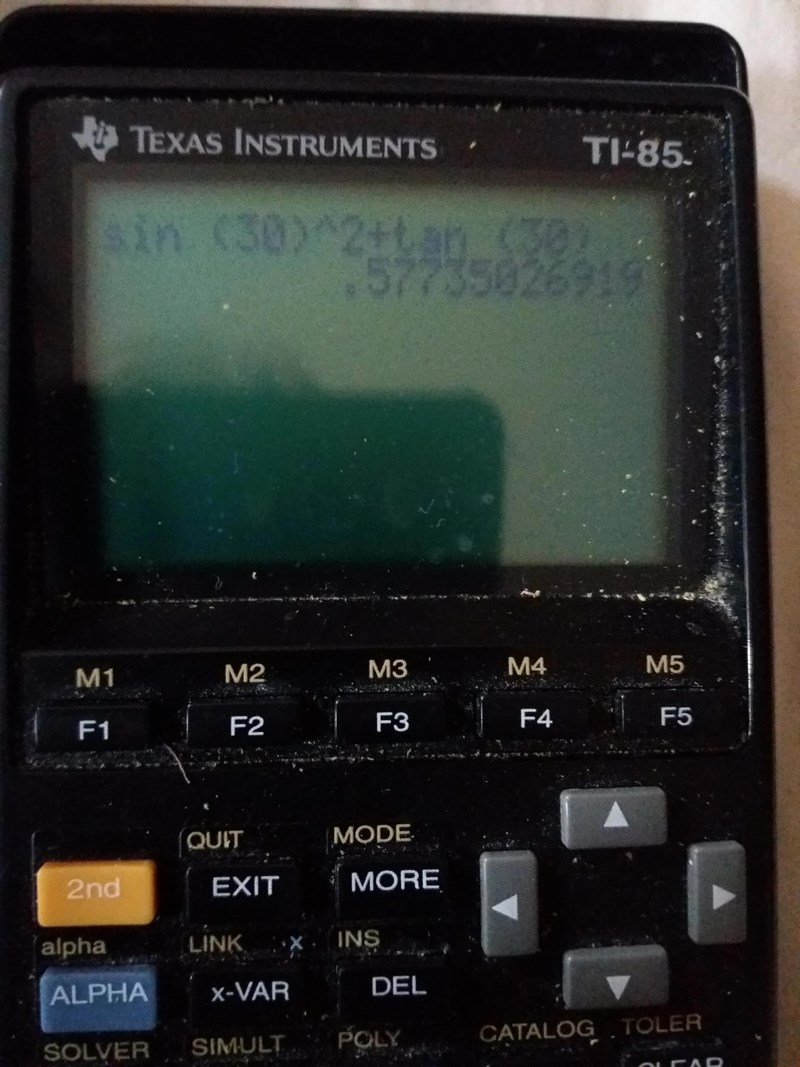 TEXAS INSTRUMENTS TI-85
sin (30)^2+tan (30)
.57735026919
M1 M2 M3 M4 M5
F1 F2 F3 F4 F5
QUIT MODE
2nd EXIT MORE
alpha LINK x INS
ALPHA x-VAR DEL
SOLVER SIMULT POLY CATALOG TOLER
CLEAR